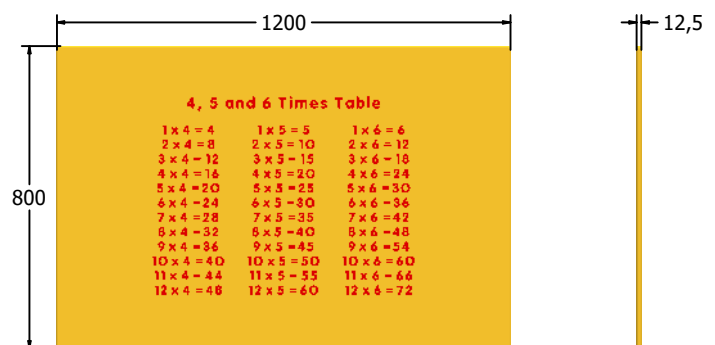 1200
12,5
800
4, 5 and 6 Times Table
1 x 4 = 4 1 x 5 = 5 1 x 6 = 6
2 x 4 = 8 2 x 5 = 10 2 x 6 = 12
3 x 4 = 12 3 x 5 = 15 3 x 6 = 18
4 x 4 = 16 4 x 5 = 20 4 x 6 = 24
5 x 4 = 20 5 x 5 = 25 5 x 6 = 30
6 x 4 = 24 6 x 5 = 30 6 x 6 = 36
7 x 4 = 28 7 x 5 = 35 7 x 6 = 42
8 x 4 = 32 8 x 5 = 40 8 x 6 = 48
9 x 4 = 36 9 x 5 = 45 9 x 6 = 54
10 x 4 = 40 10 x 5 = 50 10 x 6 = 60
11 x 4 = 44 11 x 5 = 55 11 x 6 = 66
12 x 4 = 48 12 x 5 = 60 12 x 6 = 72